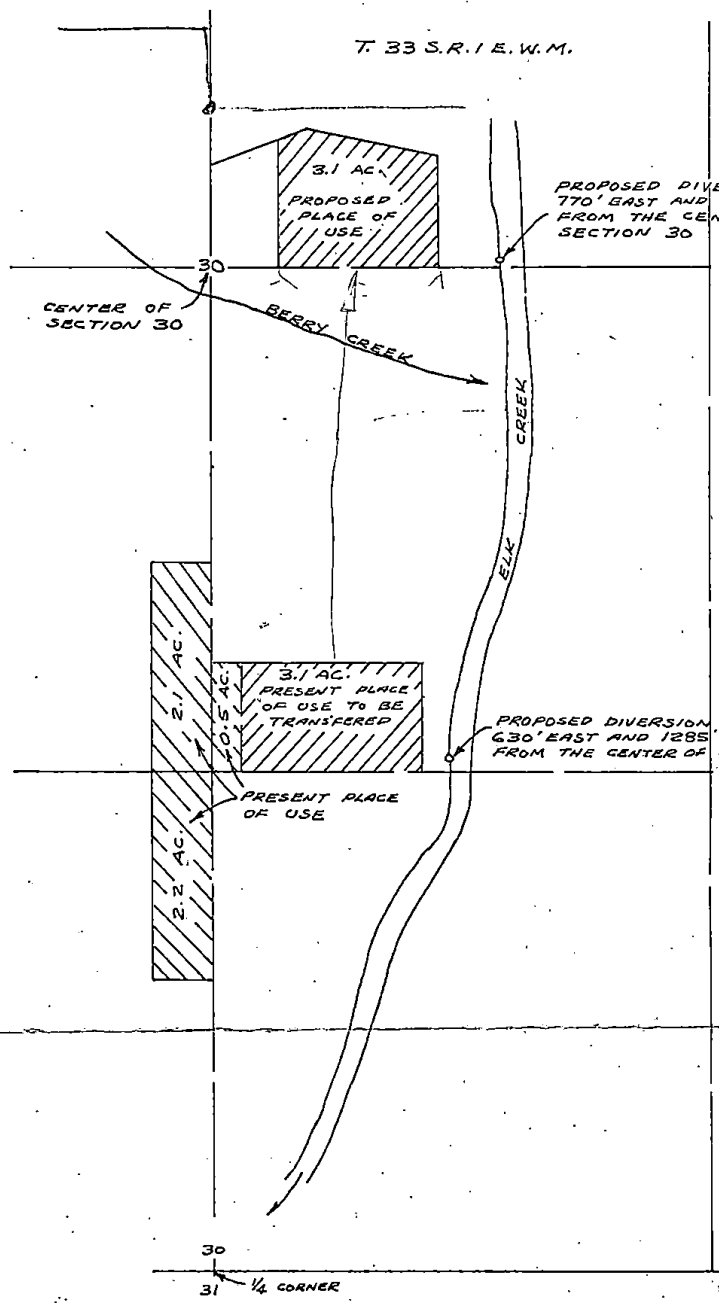 T. 33 S.R.1 E.W.M.
3.1 AC.
PROPOSED
PLACE OF
USE
PROPOSED
770' EAST AND
FROM THE
SECTION 30
30
CENTER OF
SECTION 30
BERRY CREEK
ELK CREEK
2.1 AC.
0.5 AC.
3.1 AC.
PRESENT PLACE
OF USE TO BE
TRANSFERED
PROPOSED DIVERSION
630' EAST AND 1285'
FROM THE CENTER OF
PRESENT PLACE
OF USE
2.2 AC.
30
31
1/4 CORNER